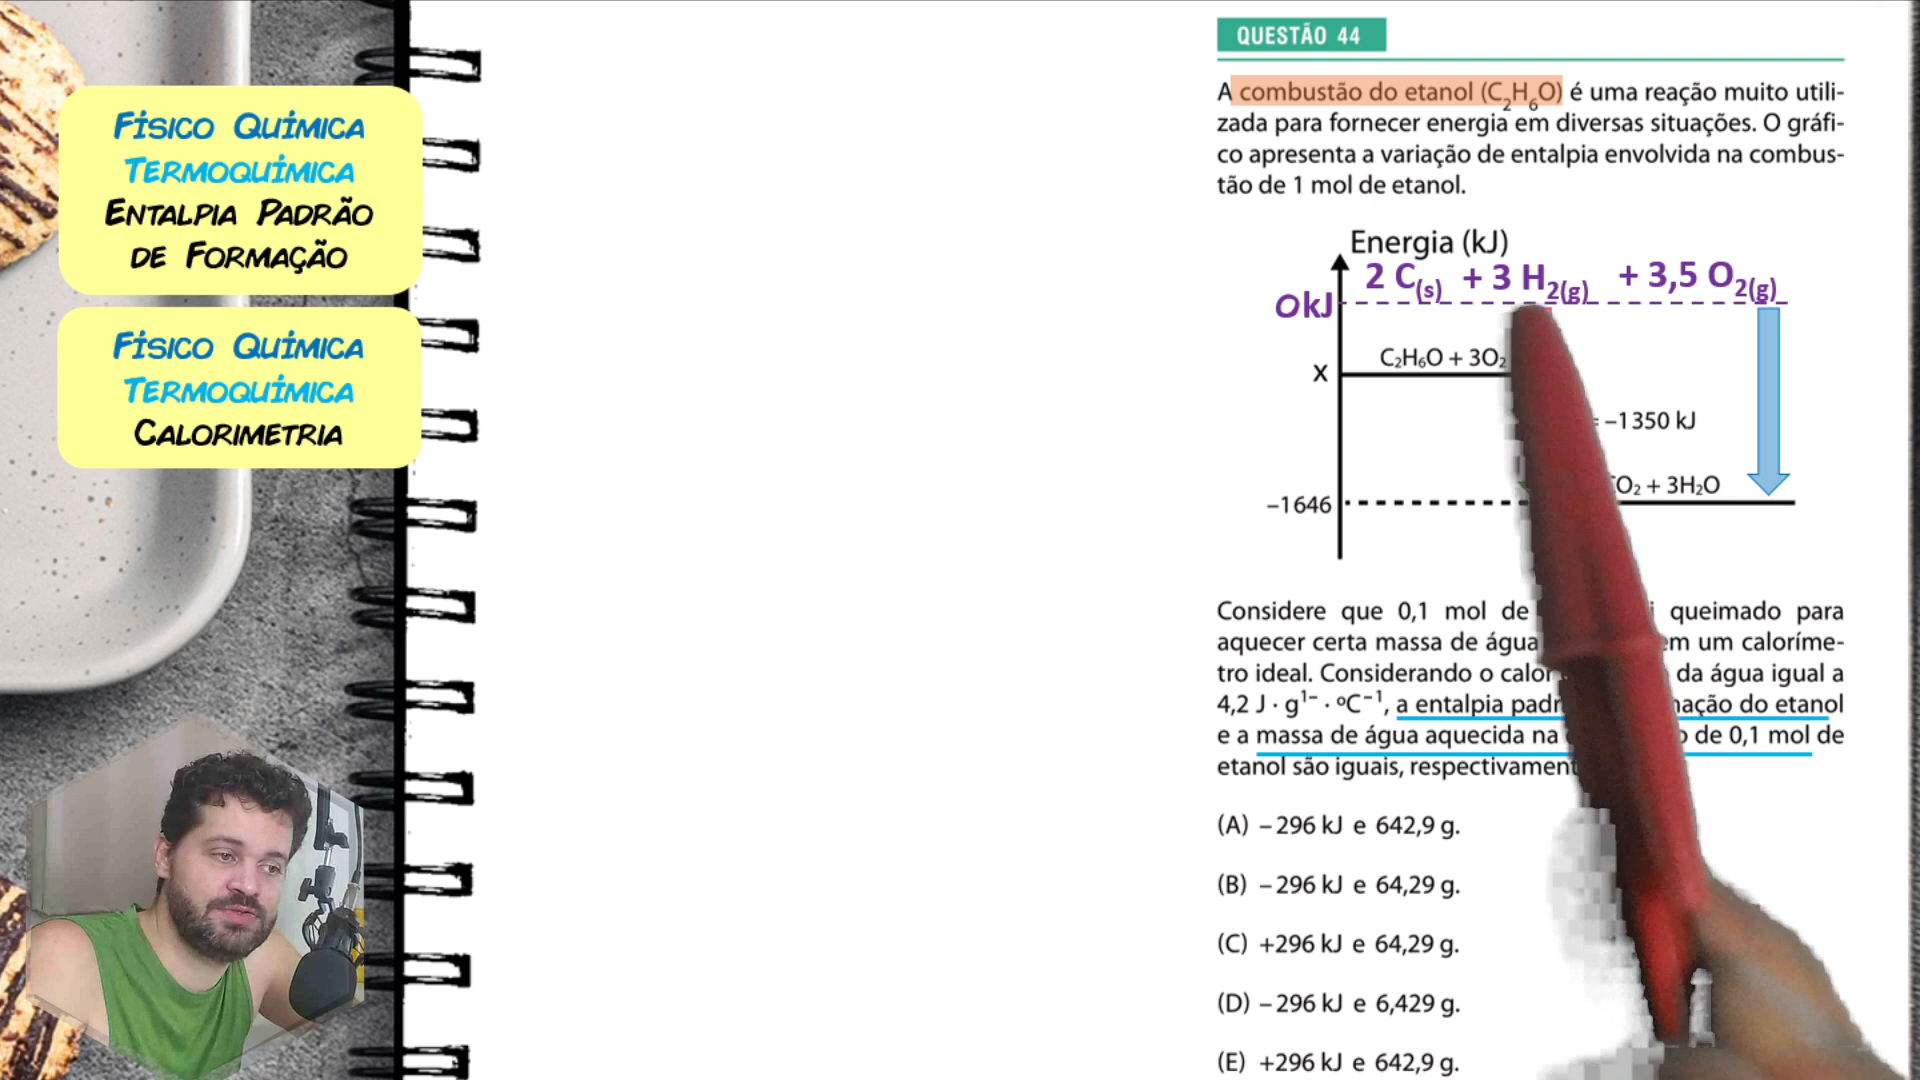 FÍSICO QUÍMICA
TERMOQUÍMICA
ENTALPIA PADRÃO
DE FORMAÇÃO
FÍSICO QUÍMICA
TERMOQUÍMICA
CALORIMETRIA
QUESTÃO 44
A combustão do etanol (C₂H₆O) é uma reação muito utili-
zada para fornecer energia em diversas situações. O gráfi-
co apresenta a variação de entalpia envolvida na combus-
tão de 1 mol de etanol.
Energia (kJ)
2 C(s) + 3 H2(g) + 3,5 O2(g)
0kJ
C₂H₆O + 3O₂
X
–1350 kJ
O₂ + 3H₂O
–1646
Considere que 0,1 mol de queimado para
aquecer certa massa de água em um caloríme-
tro ideal. Considerando o calor da água igual a
4,2 J · g¹⁻ · ºC⁻¹, a entalpia do etanol
e a massa de água aquecida na de 0,1 mol de
etanol são iguais,
(A) – 296 kJ e 642,9 g.
(B) – 296 kJ e 64,29 g.
(C) +296 kJ e 64,29 g.
(D) – 296 kJ e 6,429 g.
(E) +296 kJ e 642,9 g.